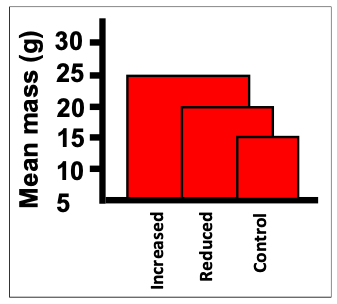 Mean mass (g)
30
25
20
15
10
5
Increased
Reduced
Control